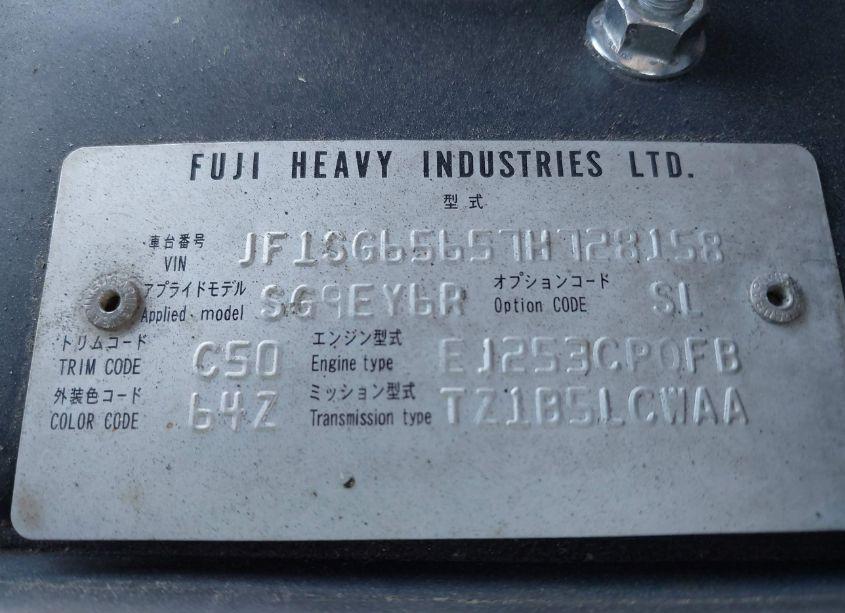 FUJI HEAVY INDUSTRIES LTD.
型式
車台番号
VIN JF1SG65657H728158
アプライドモデル
Applied model SG9EY6R
オプションコード
Option CODE SL
トリムコード
TRIM CODE C50
エンジン型式
Engine type EJ253CPQFB
外装色コード
COLOR CODE 64Z
ミッション型式
Transmission type TZ1B5LCWAA